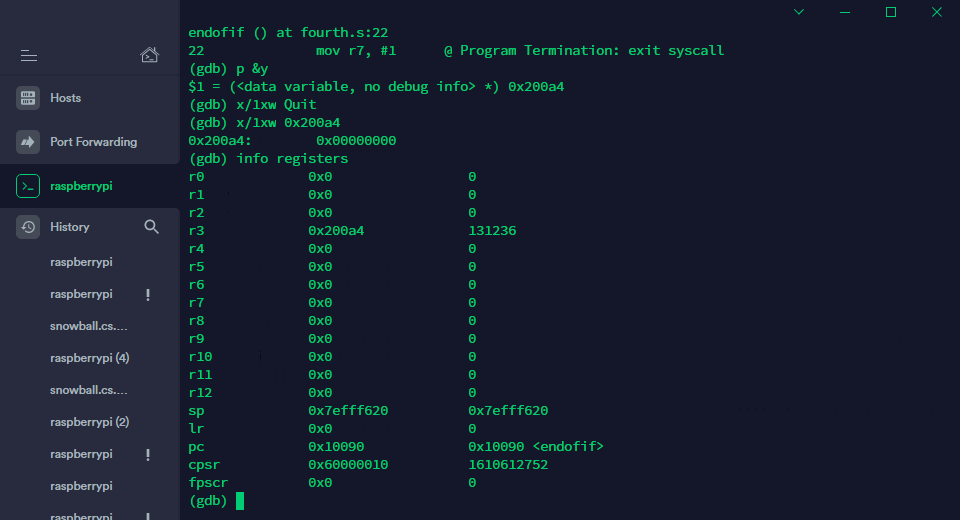 Hosts
Port Forwarding
raspberrypi
History
raspberrypi
raspberrypi !
snowball.cs....
raspberrypi (4)
snowball.cs....
raspberrypi (2)
raspberrypi !
raspberrypi
raspberrypi !
endofif () at fourth.s:22
22 mov r7, #1 @ Program Termination: exit syscall
(gdb) p &y
$1 = (<data variable, no debug info> *) 0x200a4
(gdb) x/1xw Quit
(gdb) x/1xw 0x200a4
0x200a4: 0x00000000
(gdb) info registers
r0 0x0 0
r1 0x0 0
r2 0x0 0
r3 0x200a4 131236
r4 0x0 0
r5 0x0 0
r6 0x0 0
r7 0x0 0
r8 0x0 0
r9 0x0 0
r10 0x0 0
r11 0x0 0
r12 0x0 0
sp 0x7efff620 0x7efff620
lr 0x0 0
pc 0x10090 0x10090 <endofif>
cpsr 0x60000010 1610612752
fpscr 0x0 0
(gdb)